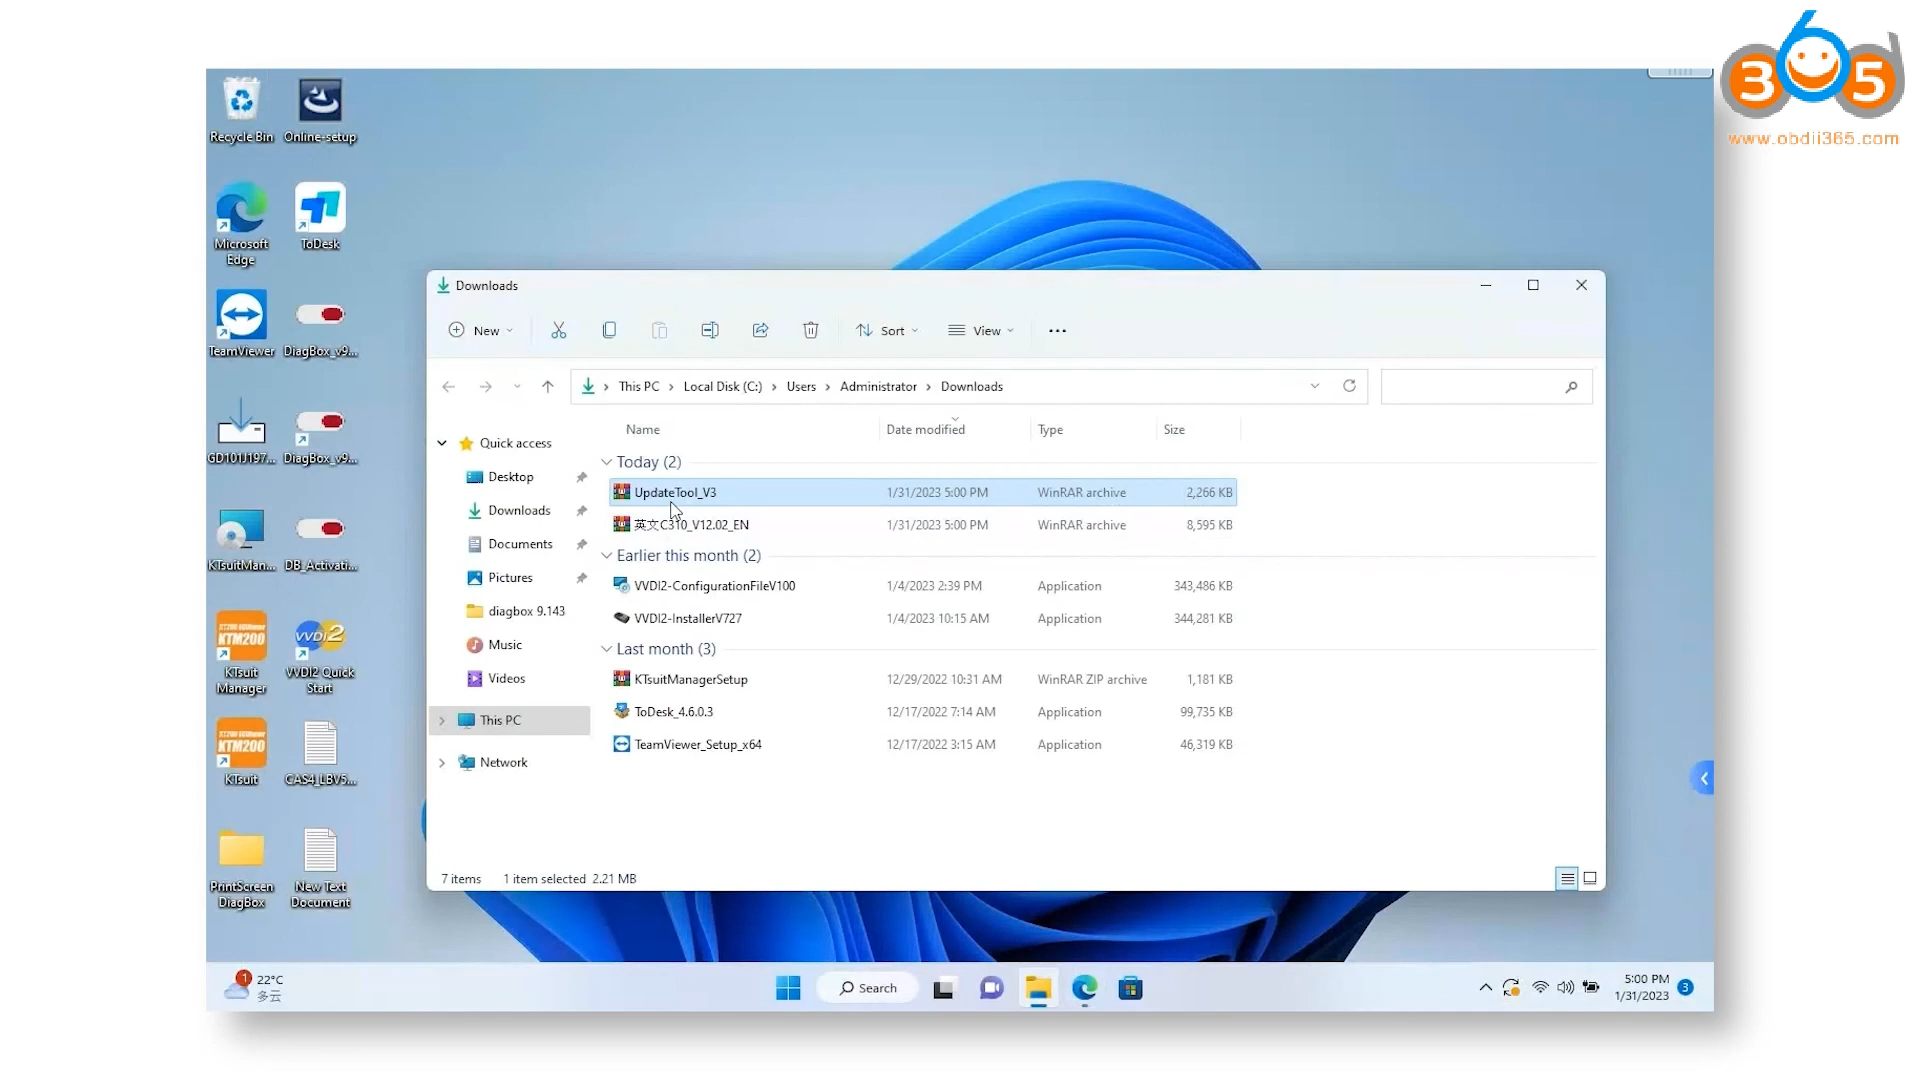 365
www.obdii365.com
Recycle Bin
Online-setup
Microsoft
Edge
ToDesk
TeamViewer
DiagBox_v9...
GD101J197...
DiagBox_v9...
KTsuitMan...
DB_Activati...
KTM200
KTsuit
Manager
VVDI2
VVDI2 Quick
Start
KTM200
KTsuit
CAS4_LBV5...
PrintScreen
DiagBox
New Text
Document
Downloads
New
Sort
View
This PC
Local Disk (C:)
Users
Administrator
Downloads
Name
Date modified
Type
Size
Quick access
Desktop
Downloads
Documents
Pictures
diagbox 9.143
Music
Videos
This PC
Network
Today (2)
UpdateTool_V3 1/31/2023 5:00 PM WinRAR archive 2,266 KB
英文C310_V12.02_EN 1/31/2023 5:00 PM WinRAR archive 8,595 KB
Earlier this month (2)
VVDI2-ConfigurationFileV100 1/4/2023 2:39 PM Application 343,486 KB
VVDI2-InstallerV727 1/4/2023 10:15 AM Application 344,281 KB
Last month (3)
KTsuitManagerSetup 12/29/2022 10:31 AM WinRAR ZIP archive 1,181 KB
ToDesk_4.6.0.3 12/17/2022 7:14 AM Application 99,735 KB
TeamViewer_Setup_x64 12/17/2022 3:15 AM Application 46,319 KB
7 items 1 item selected 2.21 MB
1
22°C
多云
Search
5:00 PM
1/31/2023
3